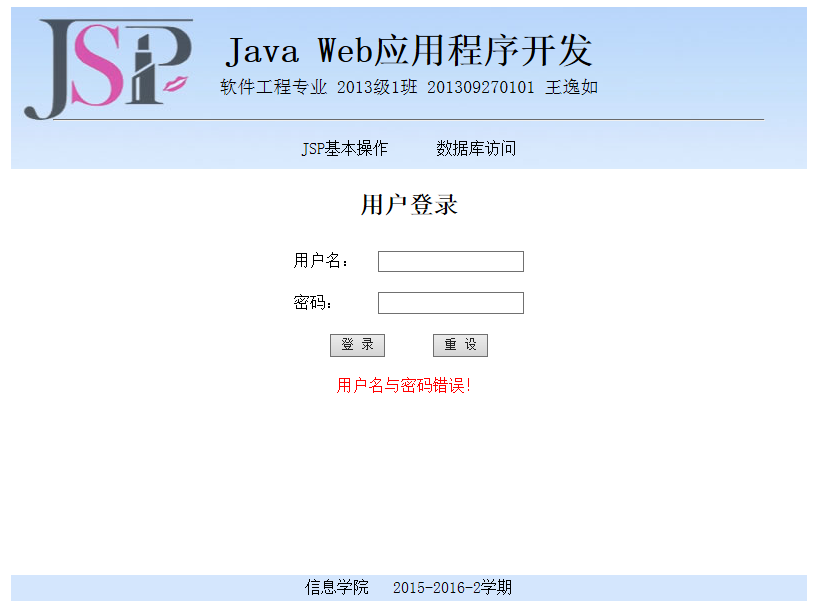 JSP
Java Web应用程序开发
软件工程专业 2013级1班 201309270101 王逸如
JSP基本操作 数据库访问
用户登录
用户名：
密码：
登 录 重 设
用户名与密码错误！
信息学院 2015-2016-2学期